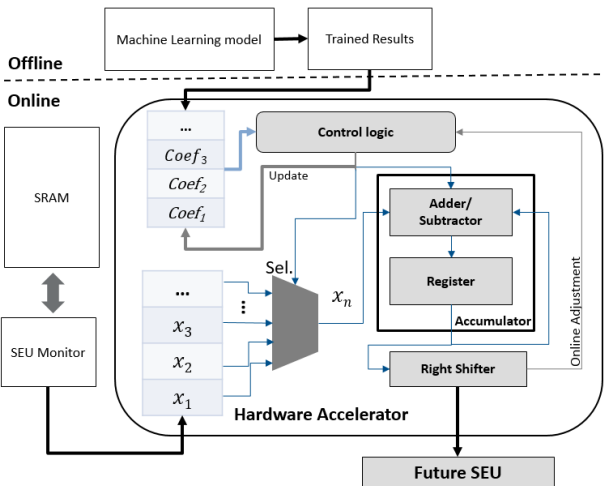 Machine Learning model
Trained Results
Offline
Online
...
Coef3
Coef2
Coef1
Control logic
Update
SRAM
Adder/
Subtractor
Register
Accumulator
Online Adjustment
Sel.
xn
...
⋮
x3
x2
x1
SEU Monitor
Right Shifter
Hardware Accelerator
Future SEU